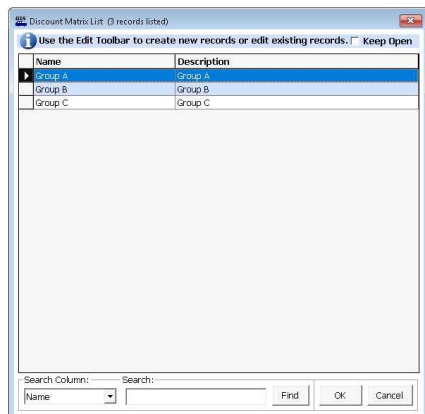 Discount Matrix List (3 records listed)
Use the Edit Toolbar to create new records or edit existing records. Keep Open
Name Description
Group A Group A
Group B Group B
Group C Group C
Search Column: Search:
Name Find OK Cancel